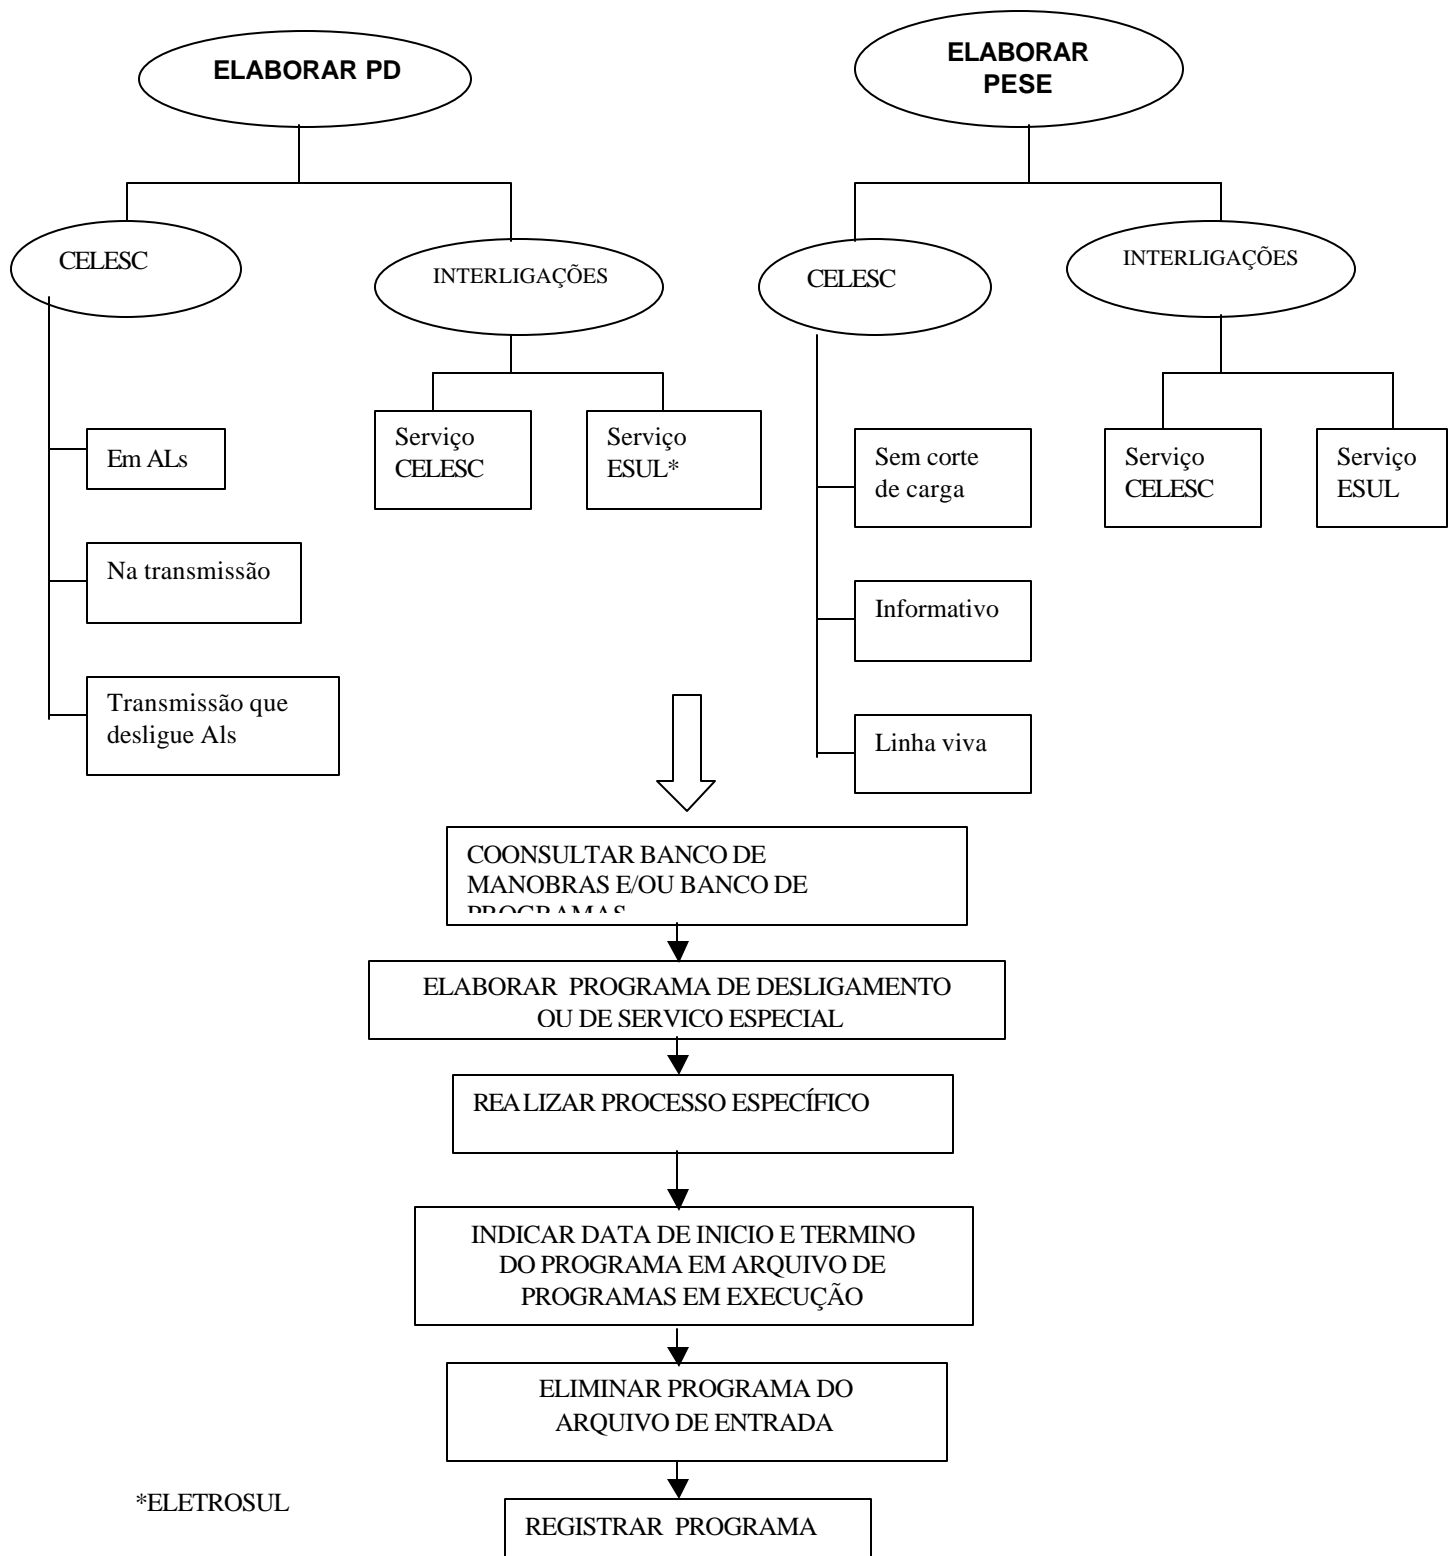 ELABORAR PD
ELABORAR
PESE
CELESC
INTERLIGAÇÕES
CELESC
INTERLIGAÇÕES
Em ALs
Serviço
CELESC
Serviço
ESUL*
Sem corte
de carga
Serviço
CELESC
Serviço
ESUL
Na transmissão
Informativo
Transmissão que
desligue Als
Linha viva
COONSULTAR BANCO DE
MANOBRAS E/OU BANCO DE
PROGRAMAS
ELABORAR PROGRAMA DE DESLIGAMENTO
OU DE SERVICO ESPECIAL
REALIZAR PROCESSO ESPECÍFICO
INDICAR DATA DE INICIO E TERMINO
DO PROGRAMA EM ARQUIVO DE
PROGRAMAS EM EXECUÇÃO
ELIMINAR PROGRAMA DO
ARQUIVO DE ENTRADA
*ELETROSUL
REGISTRAR PROGRAMA